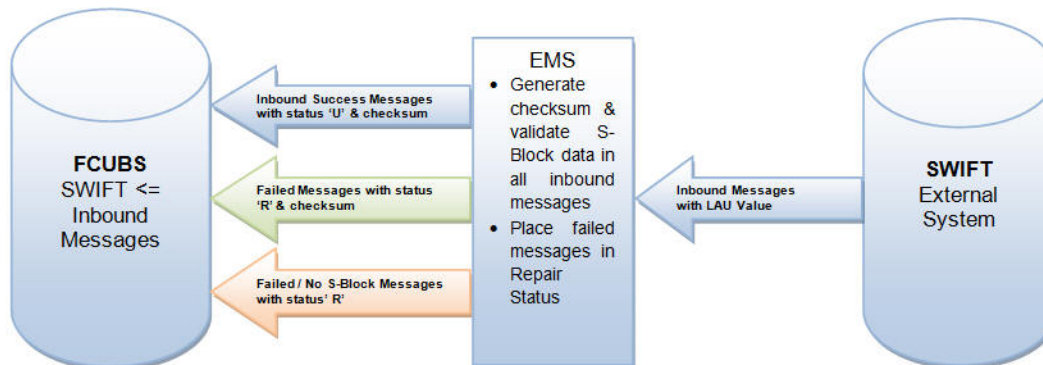 FCUBS
SWIFT <=
Inbound
Messages
Inbound Success Messages
with status 'U' & checksum
Failed Messages with status
'R' & checksum
Failed / No S-Block Messages
with status' R'
EMS
• Generate
checksum &
validate S-
Block data in
all inbound
messages
• Place failed
messages in
Repair
Status
Inbound Messages
with LAU Value
SWIFT
External
System